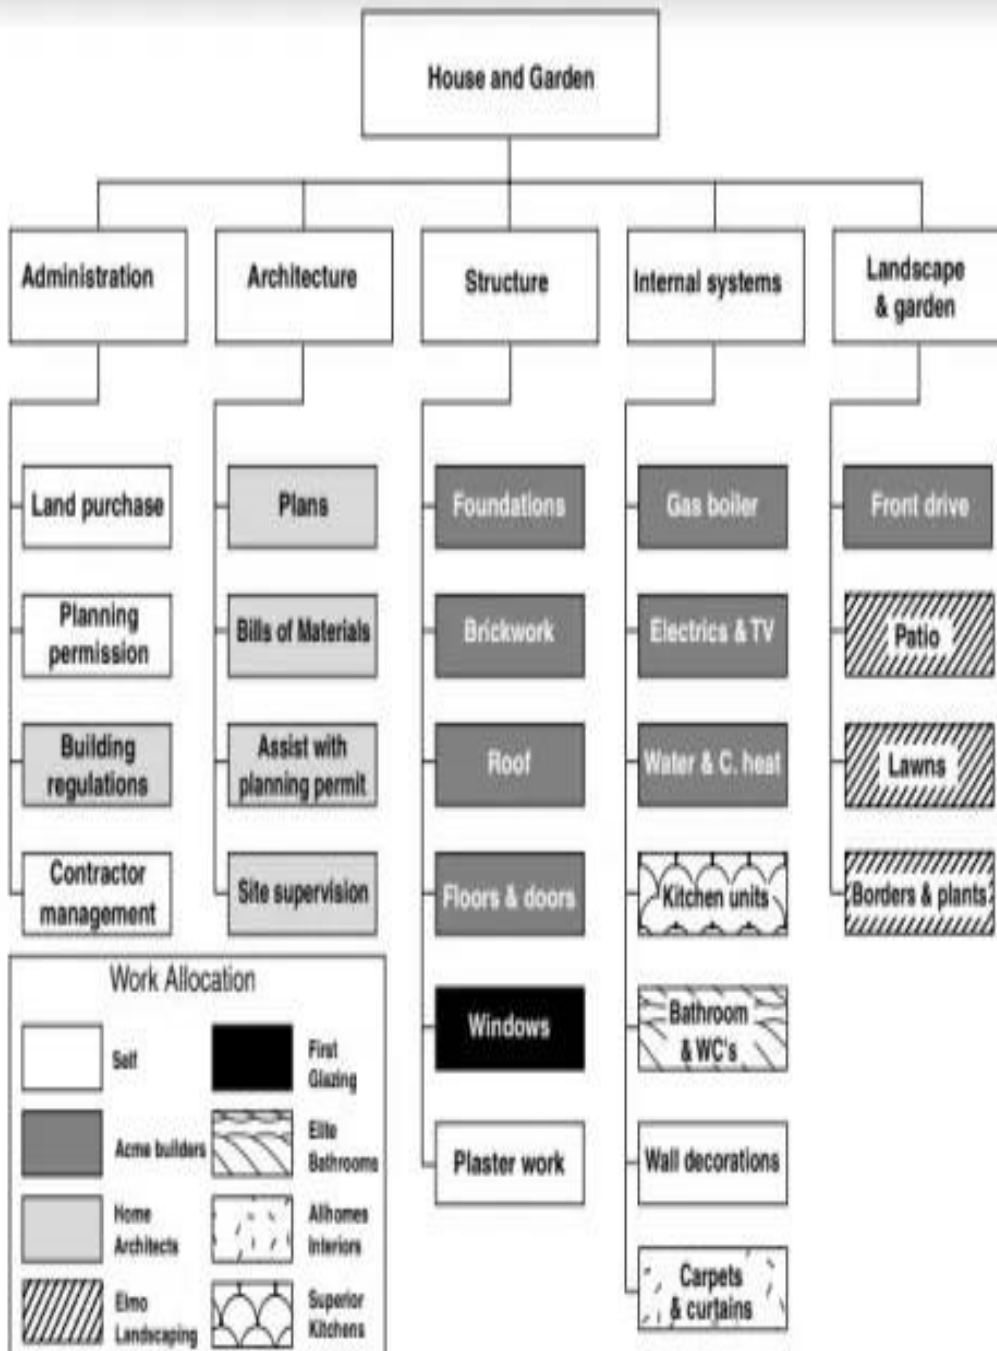 House and Garden
Administration
Architecture
Structure
Internal systems
Landscape
& garden
Land purchase
Planning
permission
Building
regulations
Contractor
management
Plans
Bills of Materials
Assist with
planning permit
Site supervision
Foundations
Brickwork
Roof
Floors & doors
Windows
Plaster work
Gas boiler
Electrics & TV
Water & C. heat
Kitchen units
Bathroom
& WC's
Wall decorations
Carpets
& curtains
Front drive
Patio
Lawns
Borders & plants
Work Allocation
Self
Acme builders
Home
Architects
Elmo
Landscaping
First
Glazing
Elite
Bathrooms
Allhomes
Interiors
Superior
Kitchens